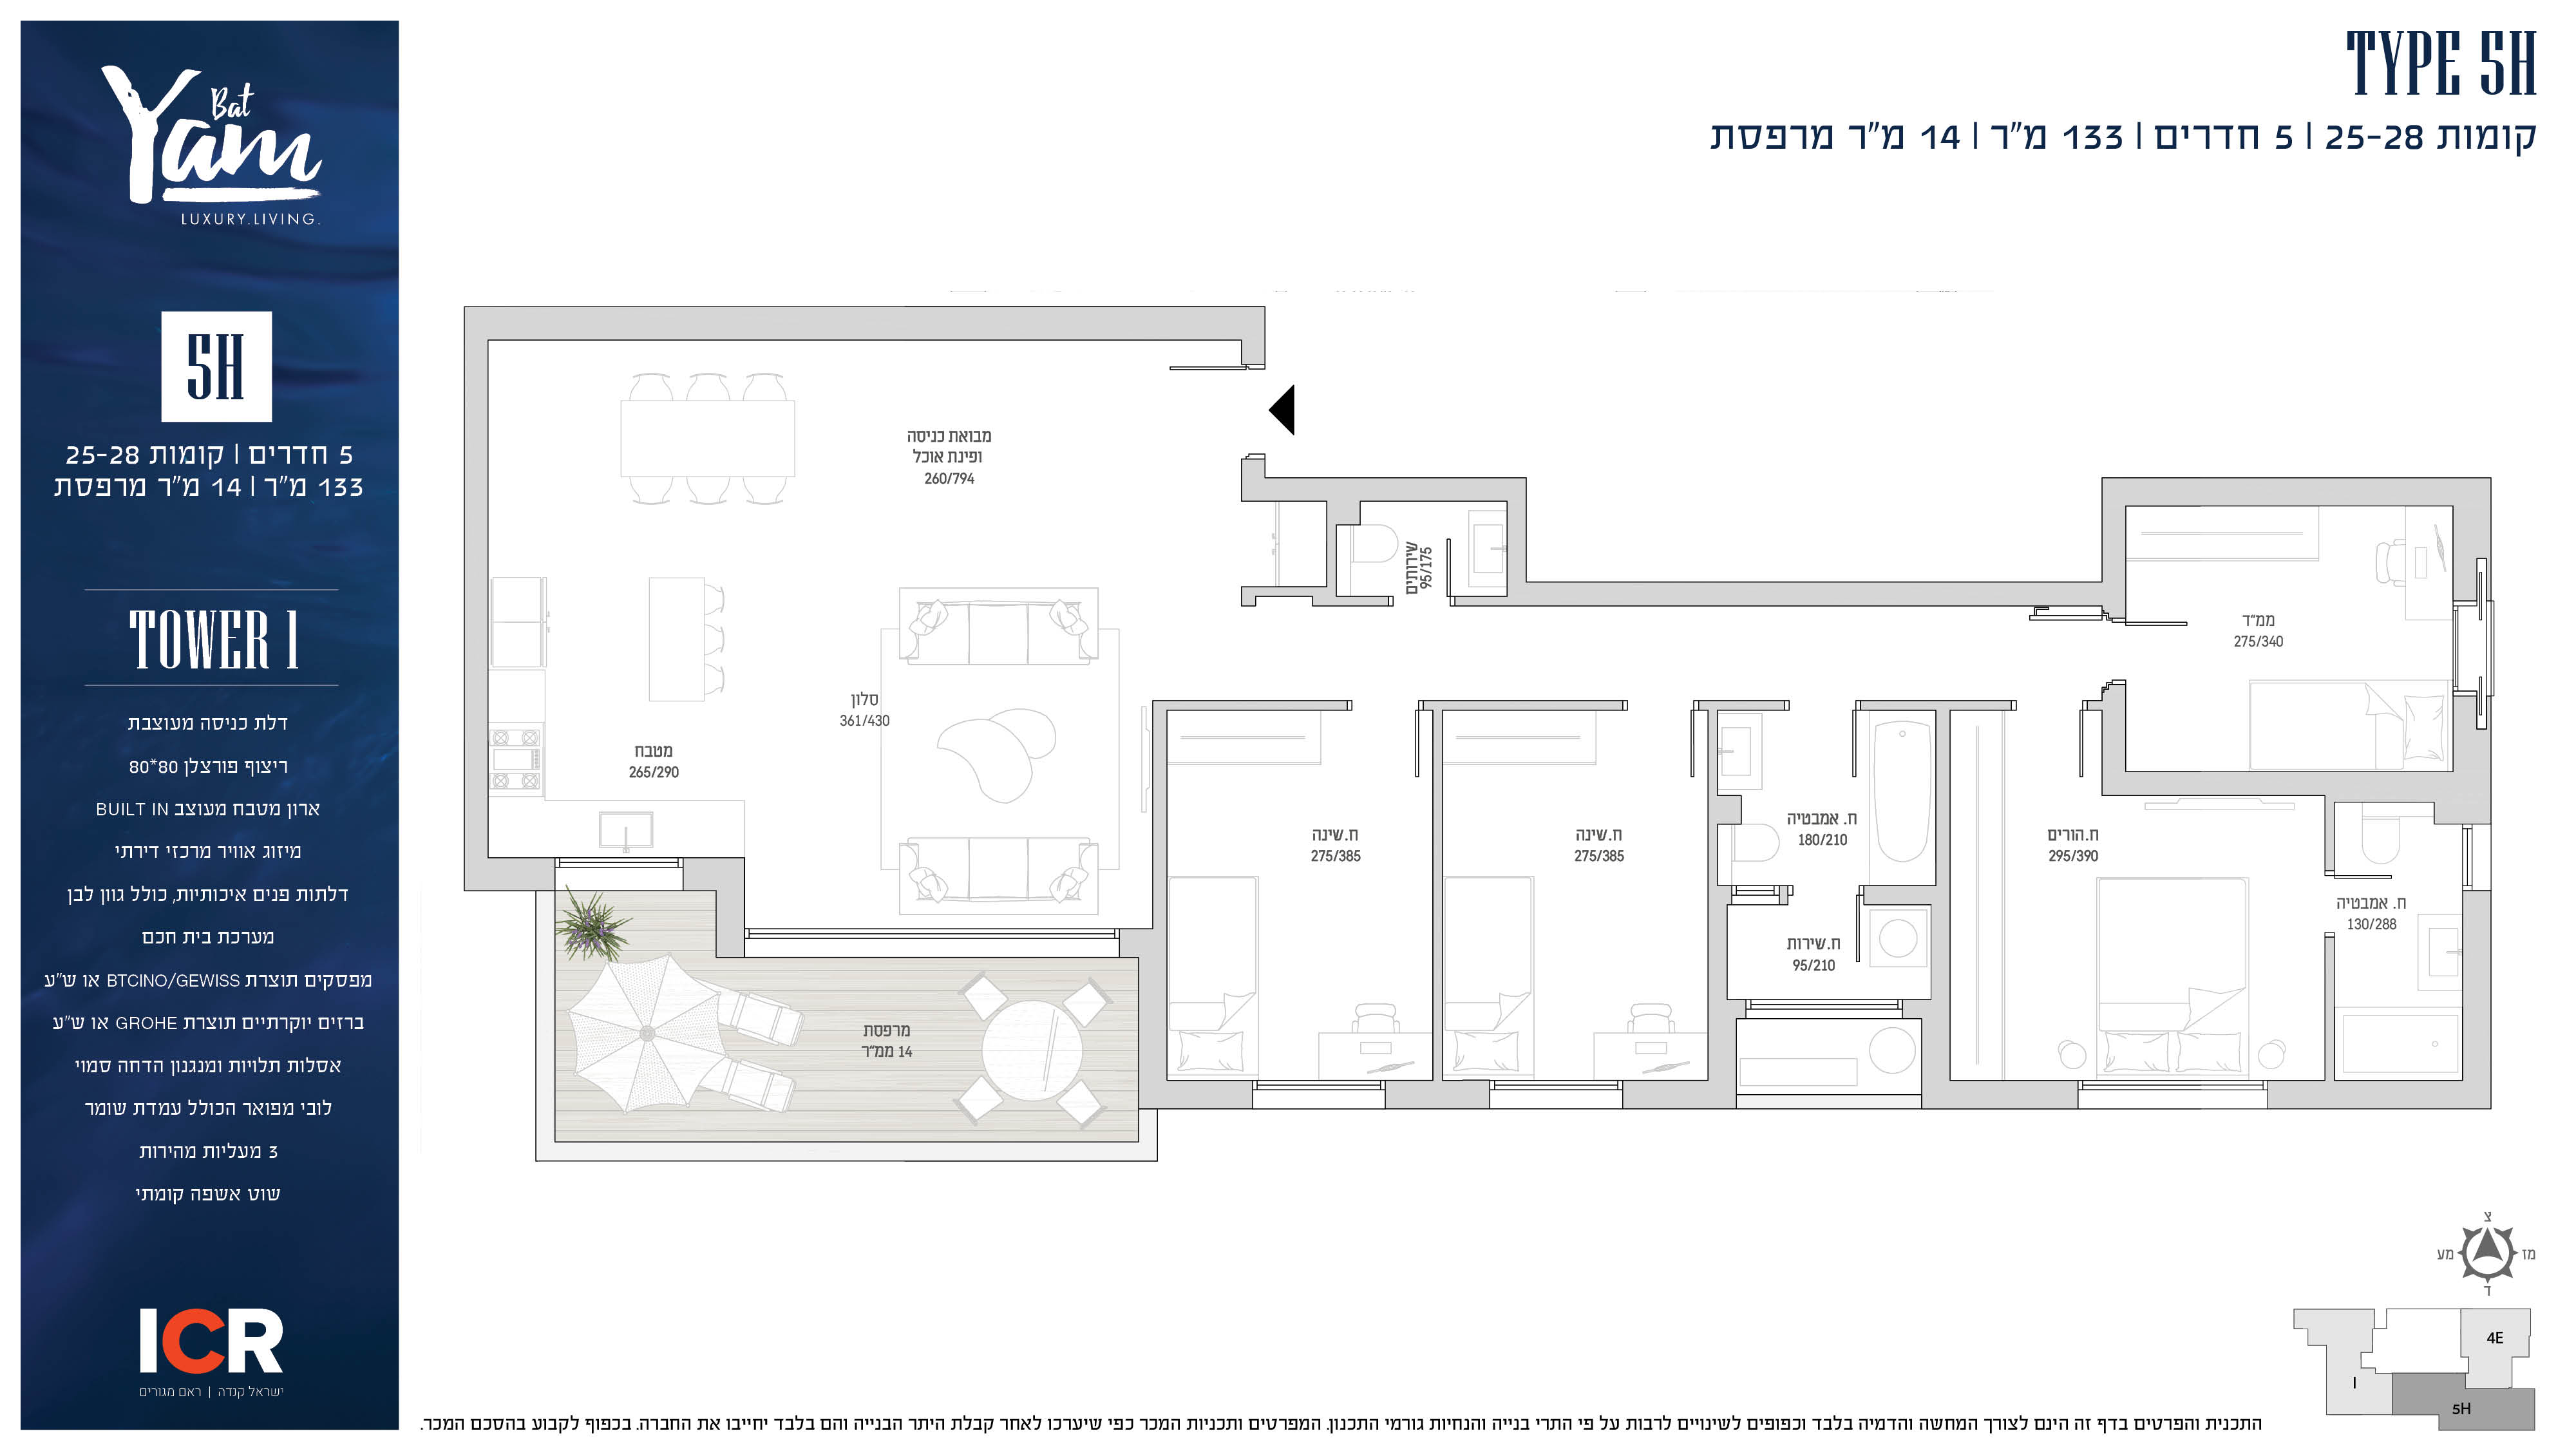 TYPE 5H
קומות 25-28 | 5 חדרים | 133 מ"ר | 14 מ"ר מרפסת
Bat
Yam
LUXURY.LIVING.
5H
5 חדרים | קומות 25-28
133 מ"ר | 14 מ"ר מרפסת
TOWER 1
דלת כניסה מעוצבת
ריצוף פורצלן 80*80
ארון מטבח מעוצב BUILT IN
מיזוג אוויר מרכזי דירתי
דלתות פנים איכותיות, כולל גוון לבן
מערכת בית חכם
מפסקים תוצרת BTCINO/GEWISS או ש"ע
ברזים יוקרתיים תוצרת GROHE או ש"ע
אסלות תלויות ומנגנון הדחה סמוי
לובי מפואר הכולל עמדת שומר
3 מעליות מהירות
שוט אשפה קומתי
ICR
ישראל קנדה | ראם מגורים
מבואת כניסה
ופינת אוכל
260/794
שירותים
95/175
ממ"ד
275/340
סלון
361/430
מטבח
265/290
ח.שינה
275/385
ח.שינה
275/385
ח. אמבטיה
180/210
ח.הורים
295/390
ח. אמבטיה
130/288
ח.שירות
95/210
מרפסת
14 ממ"ר
צ
מז
מע
ד
4E
I
5H
התכנית והפרטים בדף זה הינם לצורך המחשה והדמיה בלבד וכפופים לשינויים לרבות על פי התרי בנייה והנחיות גורמי התכנון. המפרטים ותכניות המכר כפי שיערכו לאחר קבלת היתר הבנייה והם בלבד יחייבו את החברה. בכפוף לקבוע בהסכם המכר.